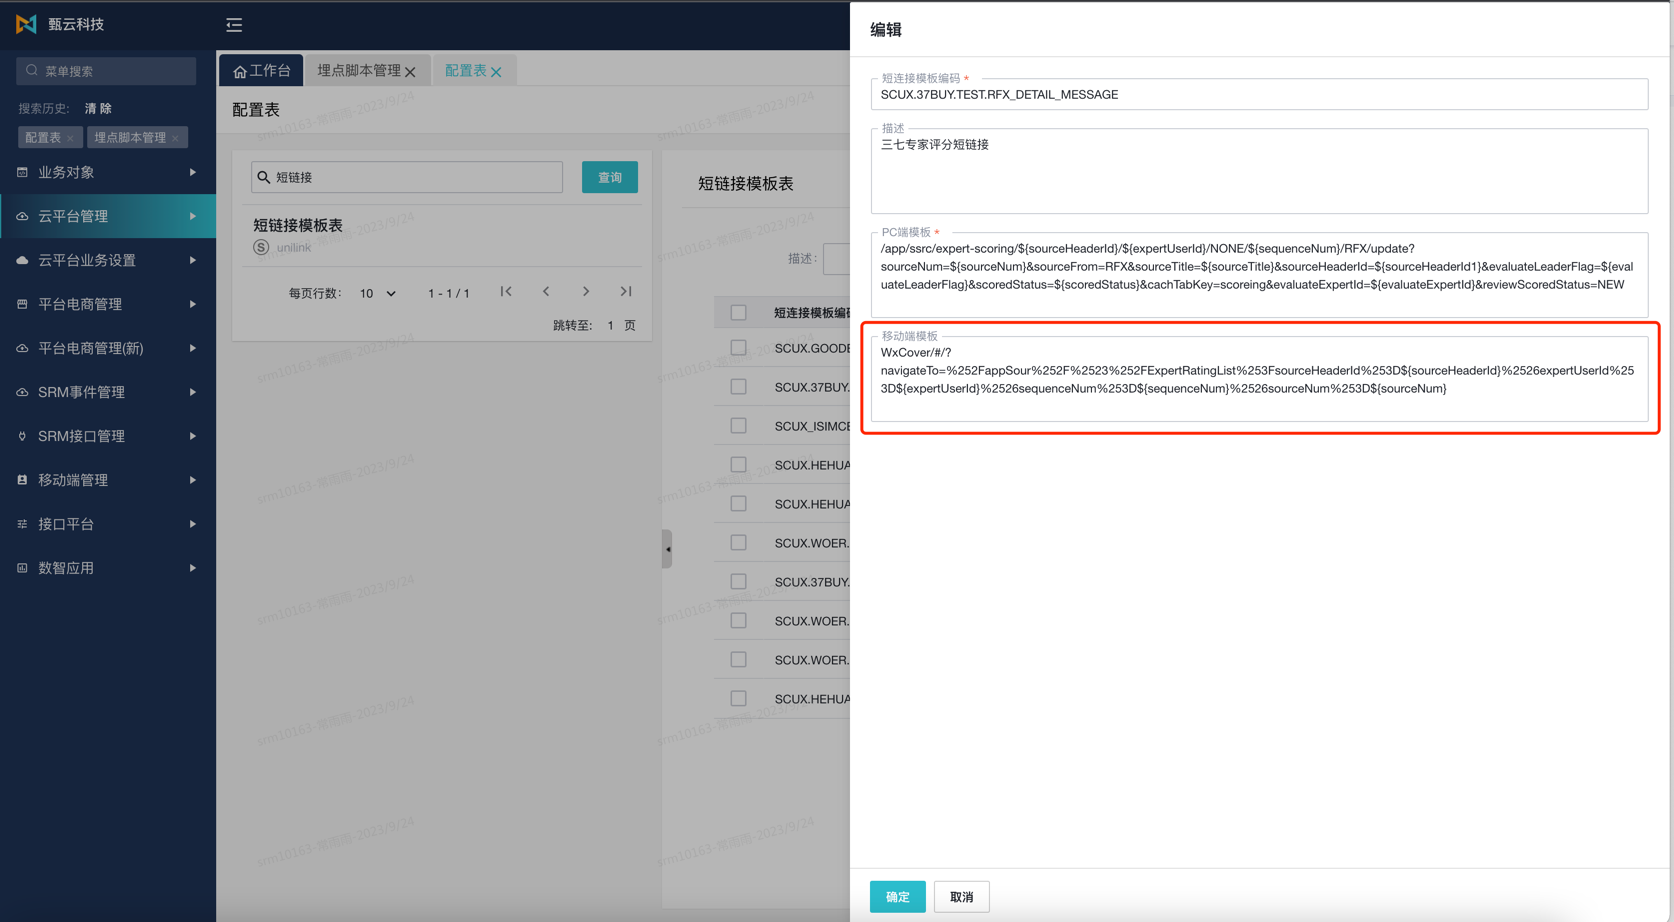 甄云科技
菜单搜索
搜索历史: 清除
配置表 ×
埋点脚本管理 ×
业务对象
云平台管理
云平台业务设置
平台电商管理
平台电商管理(新)
SRM事件管理
SRM接口管理
移动端管理
接口平台
数智应用
工作台
埋点脚本管理
配置表
配置表
短链接
查询
短链接模板表
S unilink
每页行数: 10
1 - 1 / 1
跳转至: 1 页
短链接模板表
描述:
短连接模板编
SCUX.GOODE
SCUX.37BUY.
SCUX_ISIMCE
SCUX.HEHUA
SCUX.HEHUA
SCUX.WOER.
SCUX.37BUY.
SCUX.WOER.
SCUX.WOER.
SCUX.HEHUA
编辑
短连接模板编码 *
SCUX.37BUY.TEST.RFX_DETAIL_MESSAGE
描述
三七专家评分短链接
PC端模板 *
/app/ssrc/expert-scoring/${sourceHeaderId}/${expertUserId}/NONE/${sequenceNum}/RFX/update?
sourceNum=${sourceNum}&sourceFrom=RFX&sourceTitle=${sourceTitle}&sourceHeaderId=${sourceHeaderId1}&evaluateLeaderFlag=${eval
uateLeaderFlag}&scoredStatus=${scoredStatus}&cachTabKey=scoreing&evaluateExpertId=${evaluateExpertId}&reviewScoredStatus=NEW
移动端模板
WxCover/#/?
navigateTo=%252FappSour%252F%2523%252FExpertRatingList%253FsourceHeaderId%253D${sourceHeaderId}%2526expertUserId%25
3D${expertUserId}%2526sequenceNum%253D${sequenceNum}%2526sourceNum%253D${sourceNum}
确定
取消
srm10163-常雨雨-2023/9/24